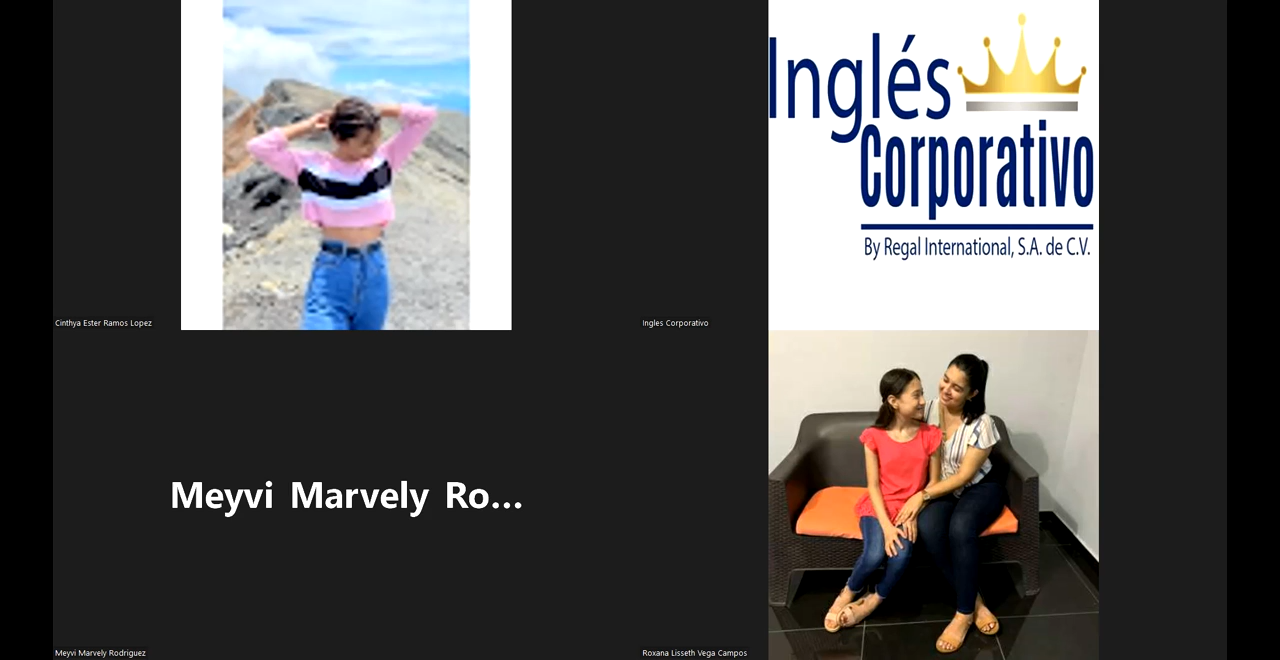 Inglés
Corporativo
By Regal International, S.A. de C.V.
Cinthya Ester Ramos Lopez
Ingles Corporativo
Meyvi Marvely Ro...
Meyvi Marvely Rodriguez
Roxana Lisseth Vega Campos